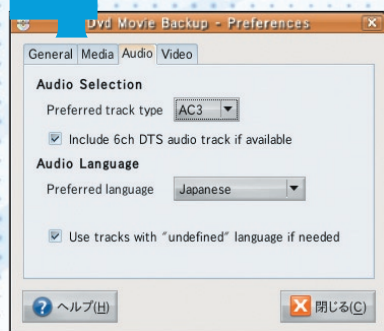 Dvd Movie Backup - Preferences
General Media Audio Video
Audio Selection
Preferred track type AC3
Include 6ch DTS audio track if available
Audio Language
Preferred language Japanese
Use tracks with "undefined" language if needed
ヘルプ(H) 閉じる(C)